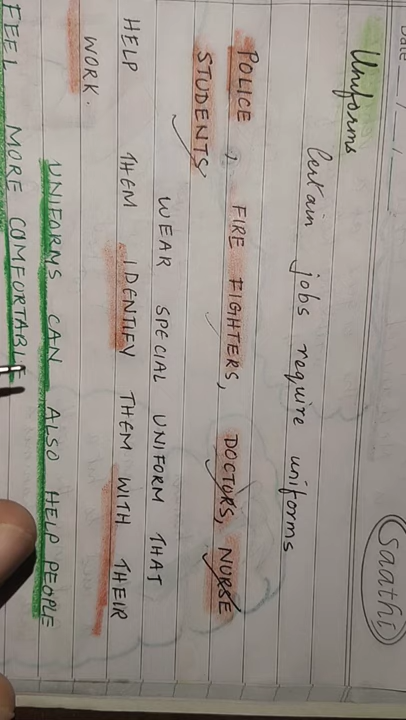 Saathi
Date
Uniforms
Certain jobs require uniforms
POLICE, FIRE FIGHTERS, DOCTORS, NURSE
STUDENTS
WEAR SPECIAL UNIFORM THAT
HELP THEM IDENTIFY THEM WITH THEIR
WORK.
UNIFORMS CAN ALSO HELP PEOPLE
FEEL MORE COMFORTABLE